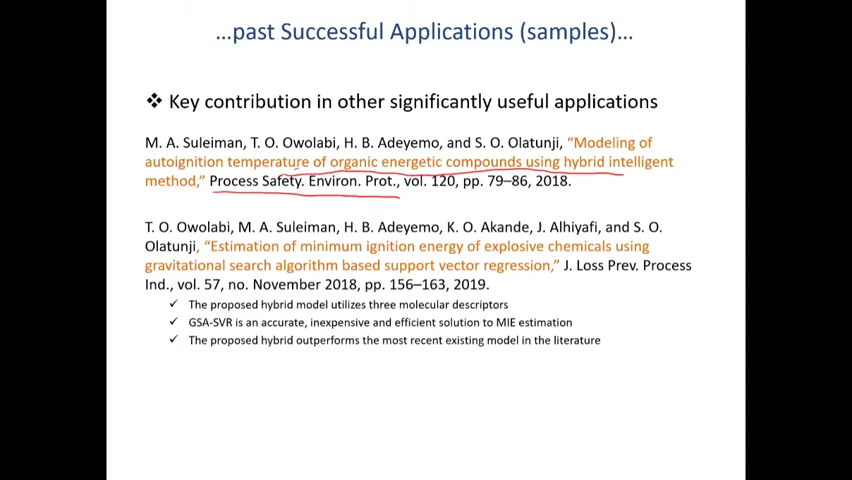 ...past Successful Applications (samples)...
❖ Key contribution in other significantly useful applications
M. A. Suleiman, T. O. Owolabi, H. B. Adeyemo, and S. O. Olatunji, “Modeling of
autoignition temperature of organic energetic compounds using hybrid intelligent
method,” Process Safety. Environ. Prot., vol. 120, pp. 79–86, 2018.
T. O. Owolabi, M. A. Suleiman, H. B. Adeyemo, K. O. Akande, J. Alhiyafi, and S. O.
Olatunji, “Estimation of minimum ignition energy of explosive chemicals using
gravitational search algorithm based support vector regression,” J. Loss Prev. Process
Ind., vol. 57, no. November 2018, pp. 156–163, 2019.
✓ The proposed hybrid model utilizes three molecular descriptors
✓ GSA-SVR is an accurate, inexpensive and efficient solution to MIE estimation
✓ The proposed hybrid outperforms the most recent existing model in the literature